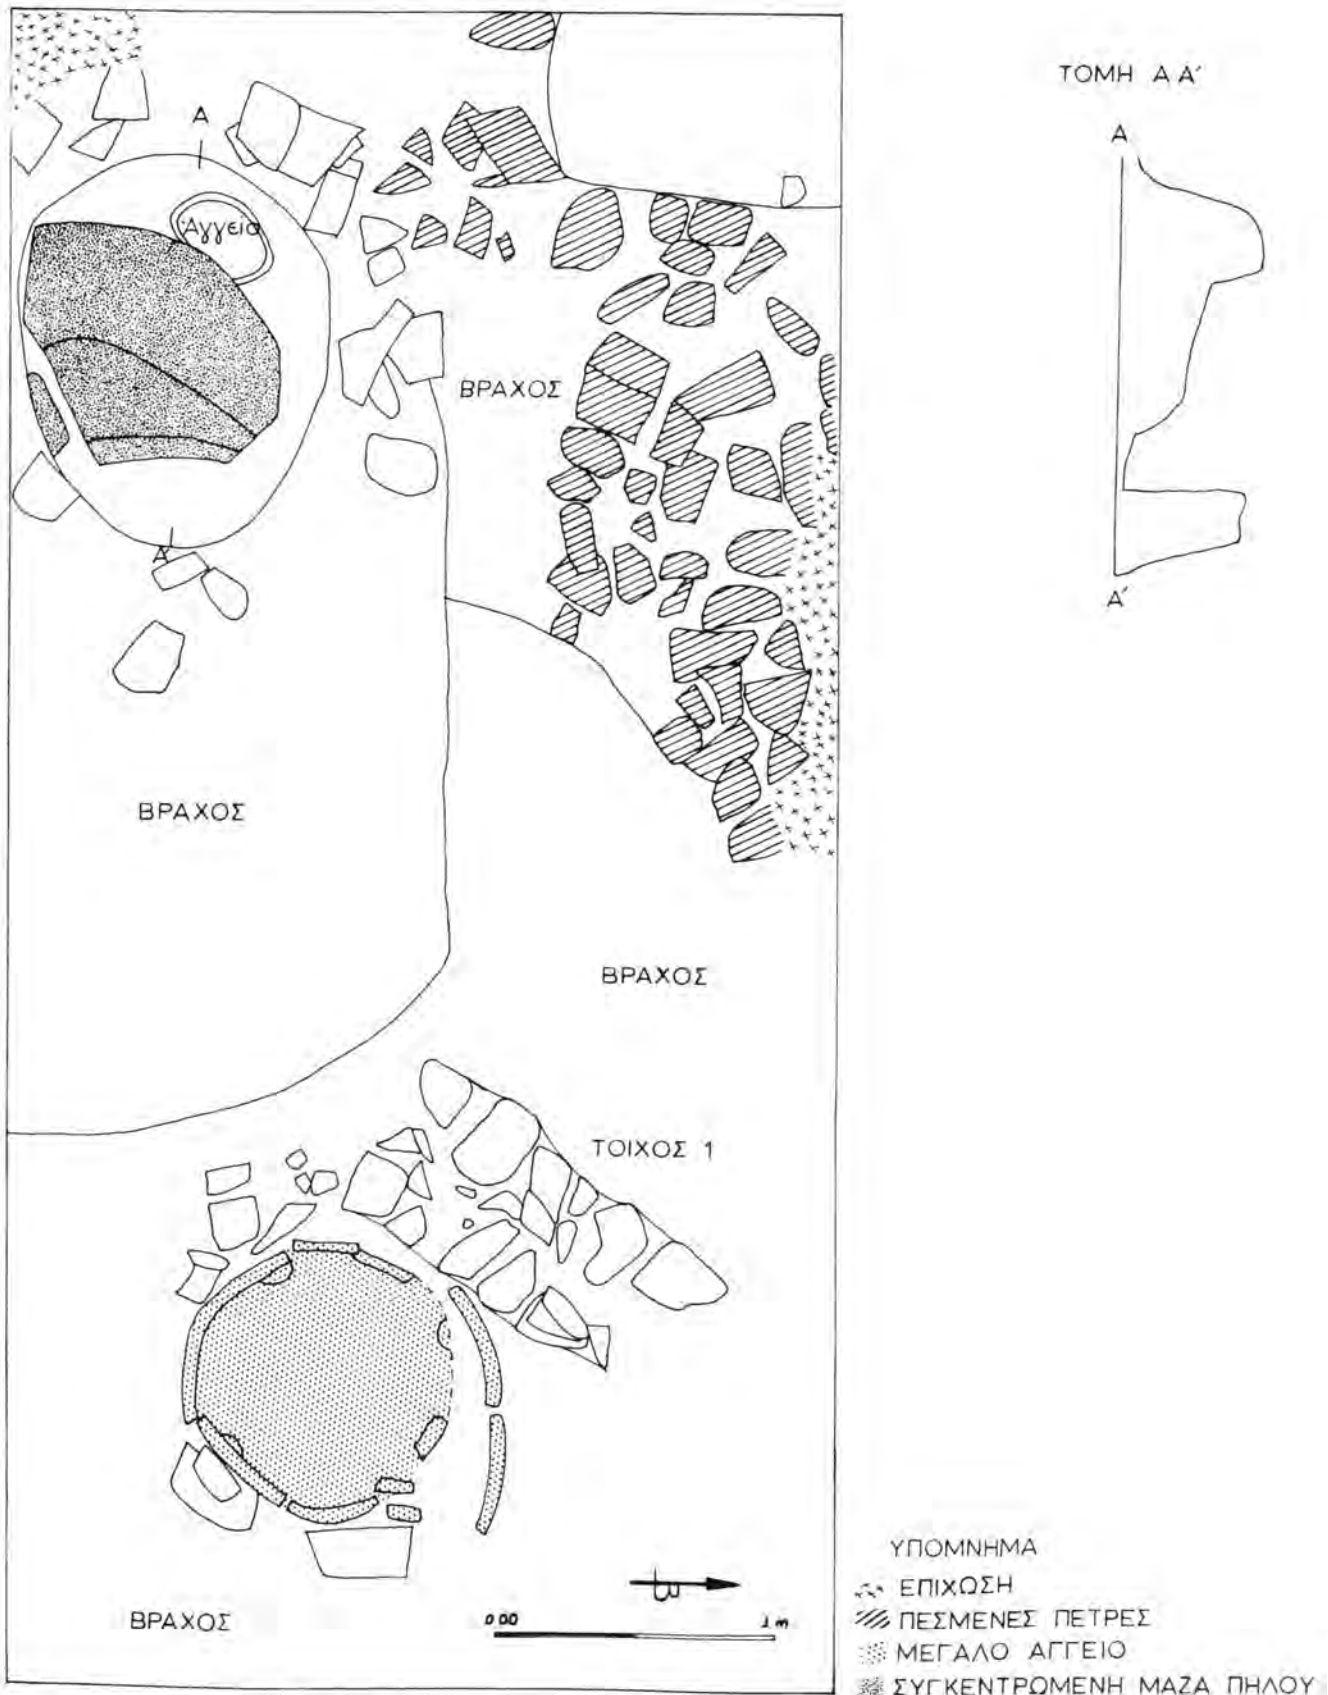 ΤΟΜΗ Α Α΄
Α
Α
Ἀγγείο
ΒΡΑΧΟΣ
Α΄
Α΄
ΒΡΑΧΟΣ
ΒΡΑΧΟΣ
ΤΟΙΧΟΣ 1
ΥΠΟΜΝΗΜΑ
ΕΠΙΧΩΣΗ
ΠΕΣΜΕΝΕΣ ΠΕΤΡΕΣ
ΜΕΓΑΛΟ ΑΓΓΕΙΟ
ΣΥΓΚΕΝΤΡΩΜΕΝΗ ΜΑΖΑ ΠΗΛΟΥ
Β
0.00 1 m
ΒΡΑΧΟΣ